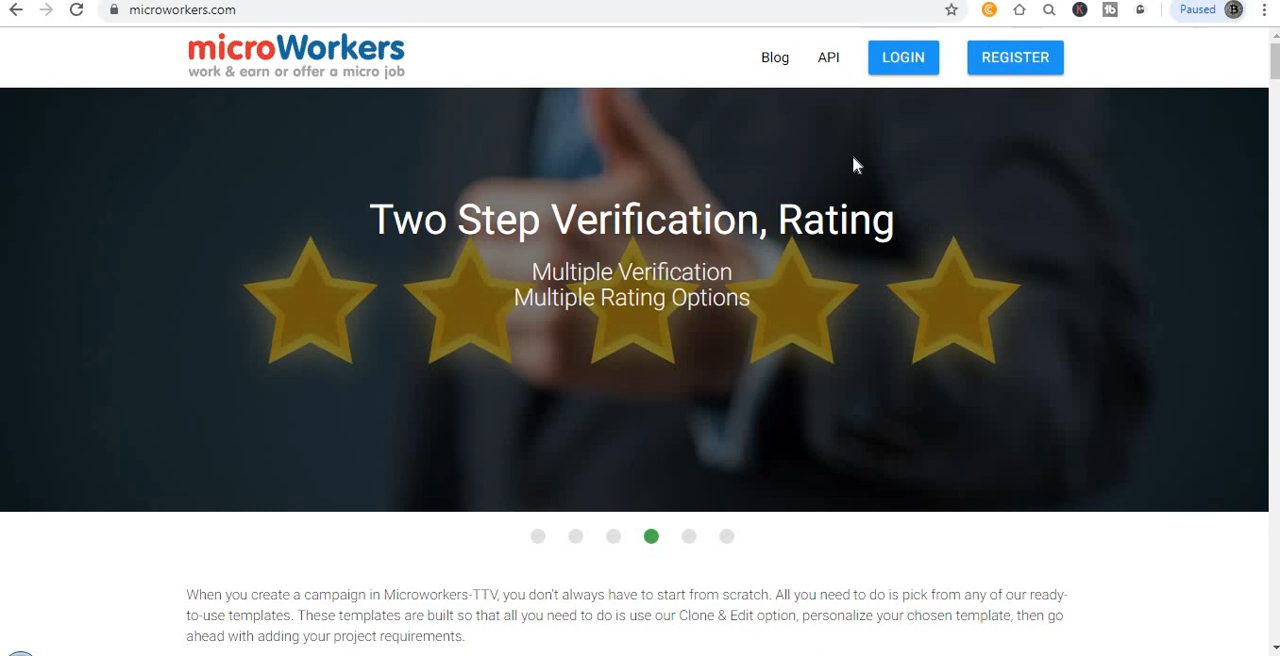 microworkers.com
Paused
microWorkers
work & earn or offer a micro job
Blog
API
LOGIN
REGISTER
Two Step Verification, Rating
Multiple Verification
Multiple Rating Options
When you create a campaign in Microworkers-TTV, you don't always have to start from scratch. All you need to do is pick from any of our ready-
to-use templates. These templates are built so that all you need to do is use our Clone & Edit option, personalize your chosen template, then go
ahead with adding your project requirements.